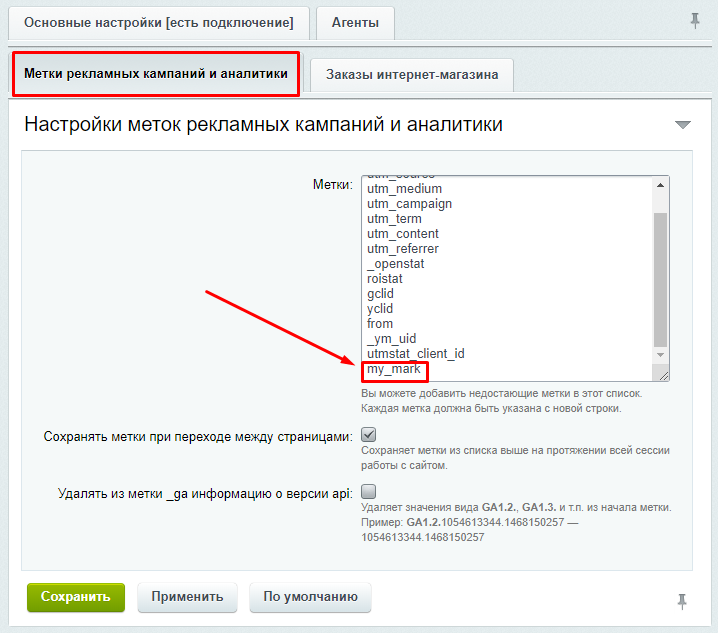 Основные настройки [есть подключение]
Агенты
Метки рекламных кампаний и аналитики
Заказы интернет-магазина
Настройки меток рекламных кампаний и аналитики
Метки:
utm_source
utm_medium
utm_campaign
utm_term
utm_content
utm_referrer
_openstat
roistat
gclid
yclid
from
_ym_uid
utmstat_client_id
my_mark
Вы можете добавить недостающие метки в этот список.
Каждая метка должна быть указана с новой строки.
Сохранять метки при переходе между страницами:
Сохраняет метки из списка выше на протяжении всей сессии
работы с сайтом.
Удалять из метки _ga информацию о версии api:
Удаляет значения вида GA1.2., GA1.3. и т.п. из начала метки.
Пример: GA1.2.1054613344.1468150257 —
1054613344.1468150257
Сохранить
Применить
По умолчанию